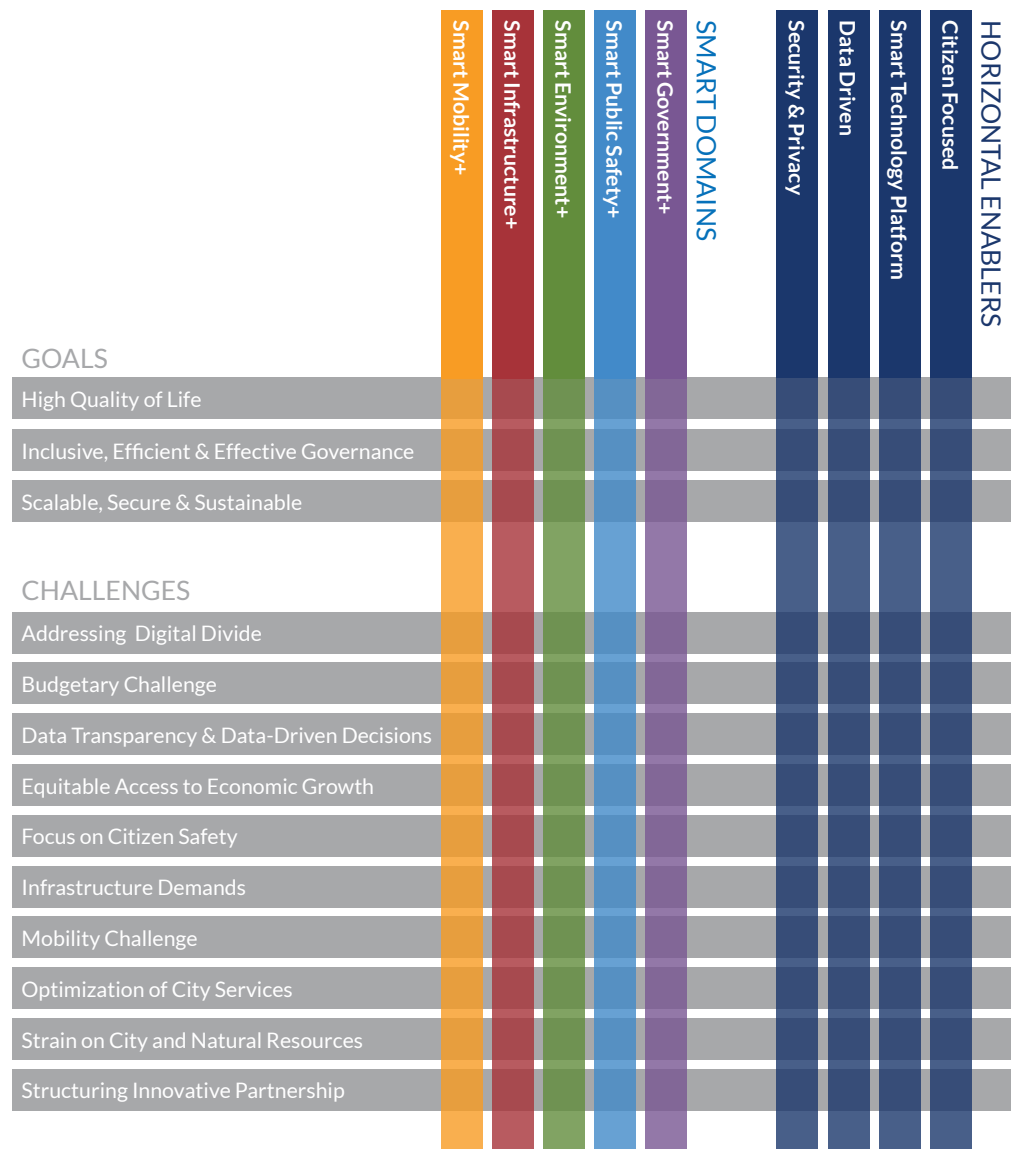 Smart Mobility+
Smart Infrastructure+
Smart Environment+
Smart Public Safety+
Smart Government+
SMART DOMAINS
Security & Privacy
Data Driven
Smart Technology Platform
Citizen Focused
HORIZONTAL ENABLERS
GOALS
High Quality of Life
Inclusive, Efficient & Effective Governance
Scalable, Secure & Sustainable
CHALLENGES
Addressing Digital Divide
Budgetary Challenge
Data Transparency & Data-Driven Decisions
Equitable Access to Economic Growth
Focus on Citizen Safety
Infrastructure Demands
Mobility Challenge
Optimization of City Services
Strain on City and Natural Resources
Structuring Innovative Partnership